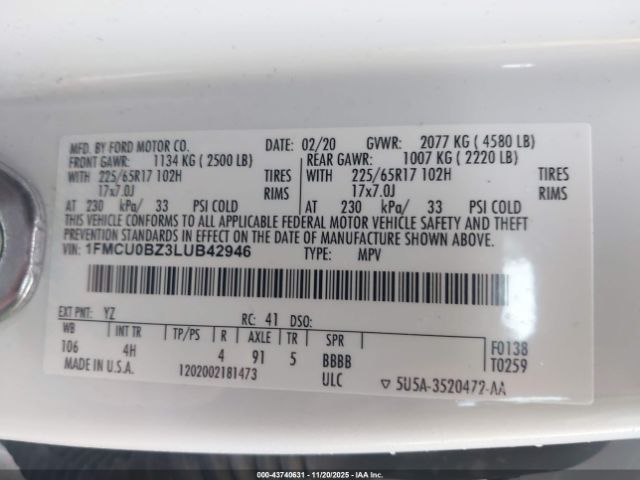 MFD. BY FORD MOTOR CO. DATE: 02/20 GVWR: 2077 KG ( 4580 LB)
FRONT GAWR: 1134 KG ( 2500 LB) REAR GAWR: 1007 KG ( 2220 LB)
WITH 225/65R17 102H TIRES WITH 225/65R17 102H TIRES
17x7.0J RIMS 17x7.0J RIMS
AT 230 kPa/ 33 PSI COLD AT 230 kPa/ 33 PSI COLD
THIS VEHICLE CONFORMS TO ALL APPLICABLE FEDERAL MOTOR VEHICLE SAFETY AND THEFT
PREVENTION STANDARDS IN EFFECT ON THE DATE OF MANUFACTURE SHOWN ABOVE.
VIN: 1FMCU0BZ3LUB42946 TYPE: MPV
EXT PNT: YZ RC: 41 DSO:
WB INT TR TP/PS R AXLE TR SPR F0138
106 4H 4 91 5 BBBB T0259
MADE IN U.S.A. 1202002181473 ULC ▽ 5U5A-3520472-AA
IAA 00-43740631 - 11/20/2025 - IAAI.COM